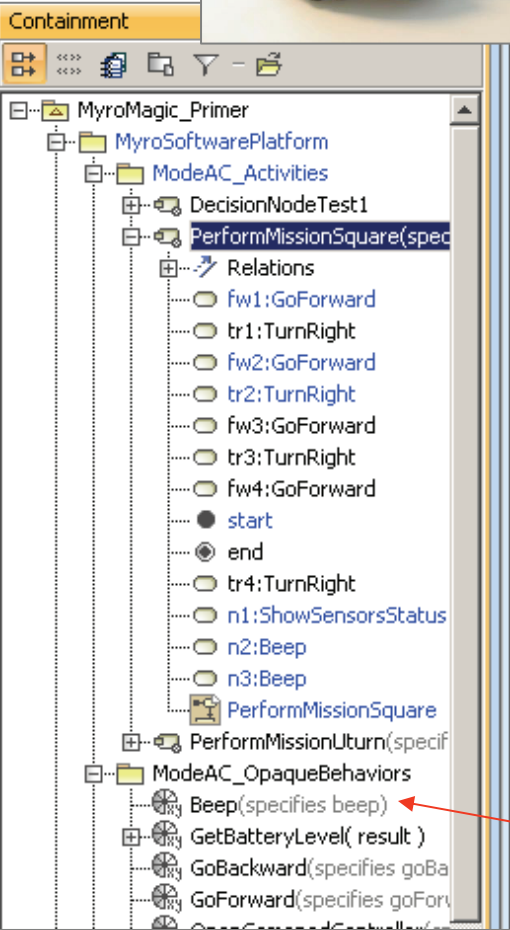 Containment
MyroMagic_Primer
MyroSoftwarePlatform
ModeAC_Activities
DecisionNodeTest1
PerformMissionSquare(spec
Relations
fw1:GoForward
tr1:TurnRight
fw2:GoForward
tr2:TurnRight
fw3:GoForward
tr3:TurnRight
fw4:GoForward
start
end
tr4:TurnRight
n1:ShowSensorsStatus
n2:Beep
n3:Beep
PerformMissionSquare
PerformMissionUturn(specif
ModeAC_OpaqueBehaviors
Beep(specifies beep)
GetBatteryLevel( result )
GoBackward(specifies goBa
GoForward(specifies goForw